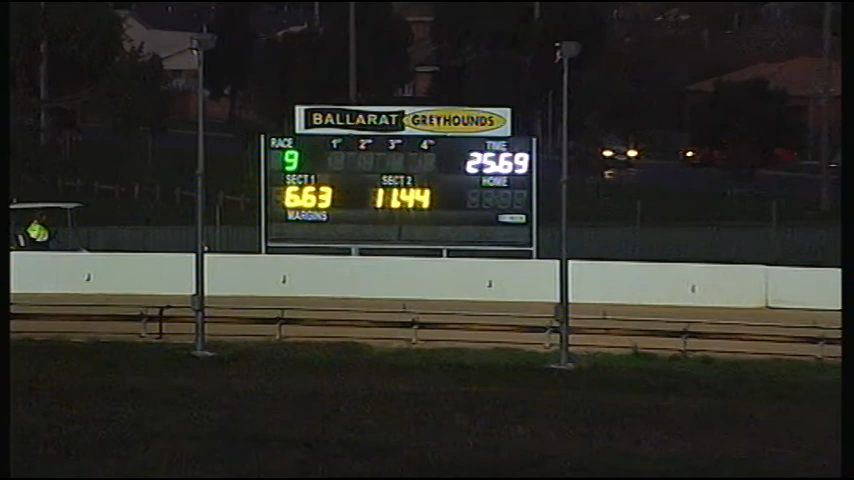 BALLARAT GREYHOUNDS
RACE 1ST 2ND 3RD 4TH TIME
9 25.69
SECT 1 SECT 2 HOME
6.63 11.44
MARGINS